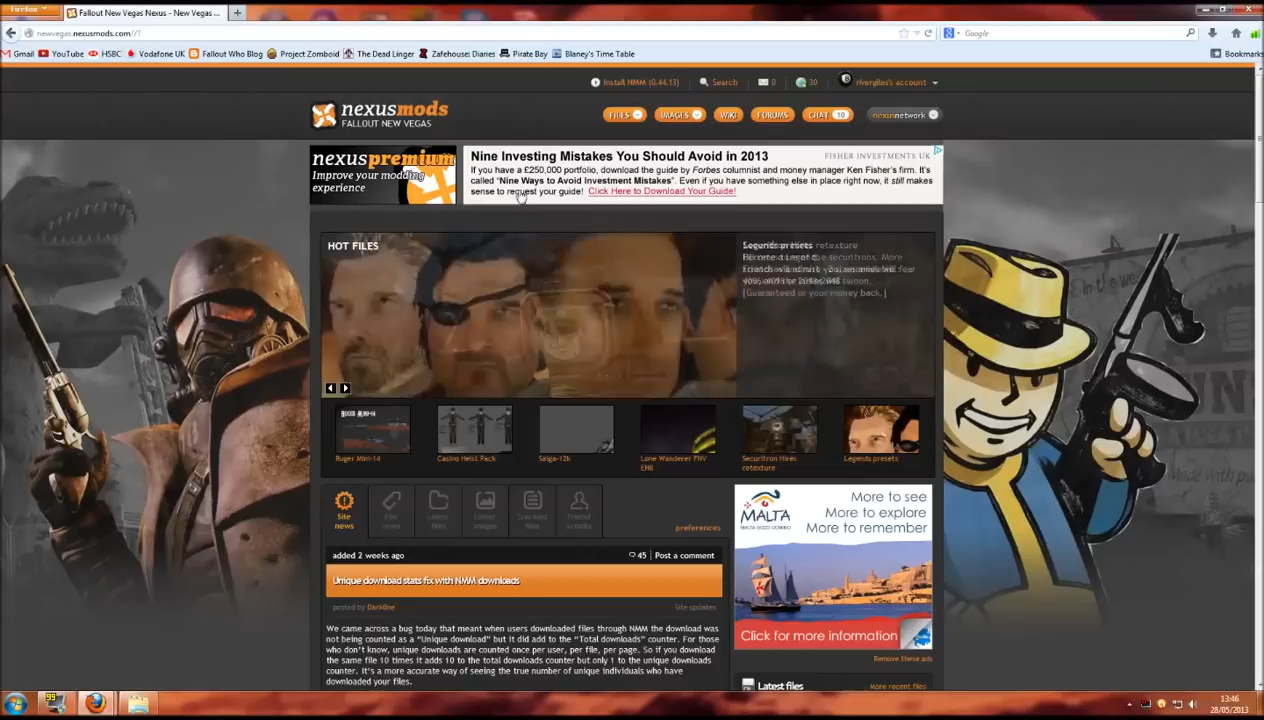 Firefox
Fallout New Vegas Nexus - New Vegas ...
newvegas.nexusmods.com//?
Google
Gmail YouTube HSBC Vodafone UK Fallout Who Blog Project Zomboid The Dead Linger Zafehouse: Diaries Pirate Bay Blaney's Time Table Bookmarks
Install NMM (0.44.13) Search 0 30 rivergilas's account
nexusmods
FALLOUT NEW VEGAS
FILES IMAGES WIKI FORUMS CHAT 10 nexusnetwork
nexuspremium
Improve your modding
experience
Nine Investing Mistakes You Should Avoid in 2013
FISHER INVESTMENTS UK
If you have a £250,000 portfolio, download the guide by Forbes columnist and money manager Ken Fisher's firm. It's
called "Nine Ways to Avoid Investment Mistakes". Even if you have something else in place right now, it still makes
sense to request your guide! Click Here to Download Your Guide!
HOT FILES
Legends presets
retexture
[Guaranteed or your money back.]
Ruger Mini-14
Casino Heist Pack
Saiga-12k
Lone Wanderer FNV
ENB
Securitron Hires
retexture
Legends presets
Site
news
preferences
added 2 weeks ago
45 Post a comment
Unique download stats fix with NMM downloads
posted by Dark0ne
Site updates
We came across a bug today that meant when users downloaded files through NMM the download was
not being counted as a "Unique download" but it did add to the "Total downloads" counter. For those
who don't know, unique downloads are counted once per user, per file, per page. So if you download
the same file 10 times it adds 10 to the total downloads counter but only 1 to the unique downloads
counter. It's a more accurate way of seeing the true number of unique individuals who have
downloaded your files.
MALTA
MALTA GOZO COMINO
More to see
More to explore
More to remember
Click for more information
Remove these ads
Latest files
More recent files
99
13:46
28/05/2013